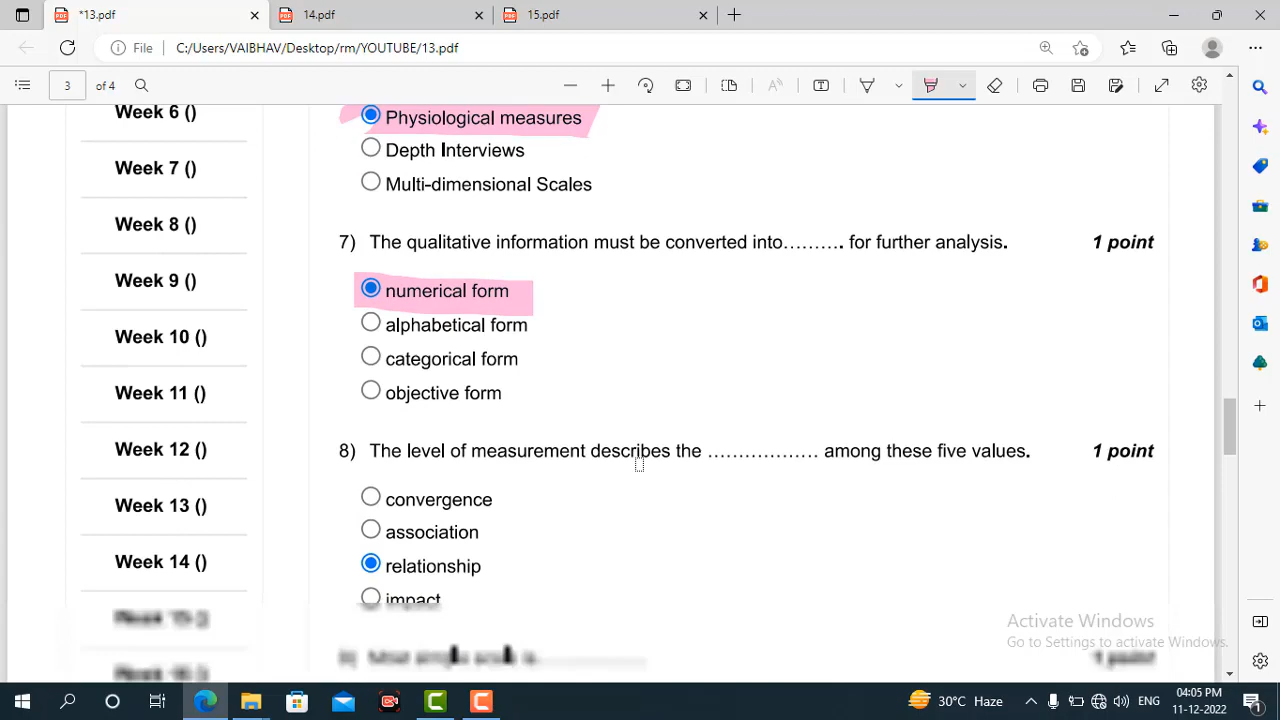 *13.pdf
14.pdf
15.pdf
File
C:/Users/VAIBHAV/Desktop/rm/YOUTUBE/13.pdf
3
of 4
Week 6 ()
Week 7 ()
Week 8 ()
Week 9 ()
Week 10 ()
Week 11 ()
Week 12 ()
Week 13 ()
Week 14 ()
Physiological measures
Depth Interviews
Multi-dimensional Scales
7) The qualitative information must be converted into………. for further analysis. 1 point
numerical form
alphabetical form
categorical form
objective form
8) The level of measurement describes the ……………… among these five values. 1 point
convergence
association
relationship
impact
Activate Windows
Go to Settings to activate Windows.
30°C Haze
ENG
04:05 PM
11-12-2022
1